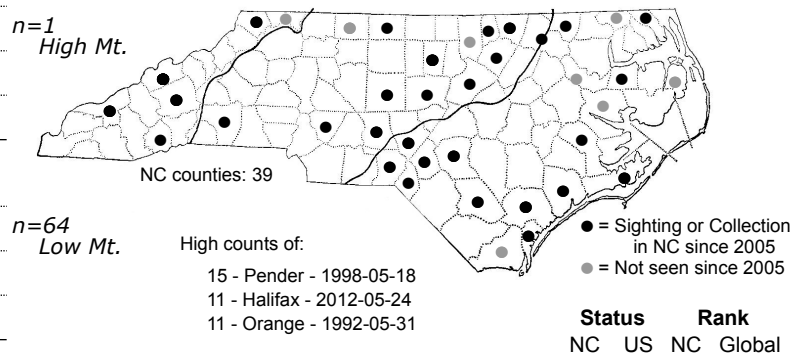 n=1
High Mt.
NC counties: 39
n=64
Low Mt.
High counts of:
15 - Pender - 1998-05-18
11 - Halifax - 2012-05-24
11 - Orange - 1992-05-31
= Sighting or Collection
in NC since 2005
= Not seen since 2005
Status Rank
NC US NC Global